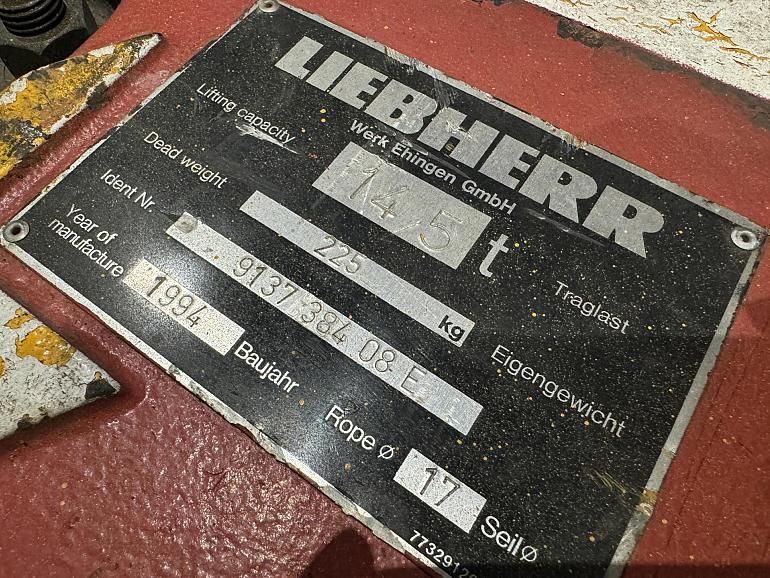 LIEBHERR
Werk Ehingen GmbH
Lifting capacity 14,5 t Traglast
Dead weight 225 kg Eigengewicht
Ident Nr. 9137 384 08 E
Year of
manufacture 1994 Baujahr
Rope ø 17 Seil ø